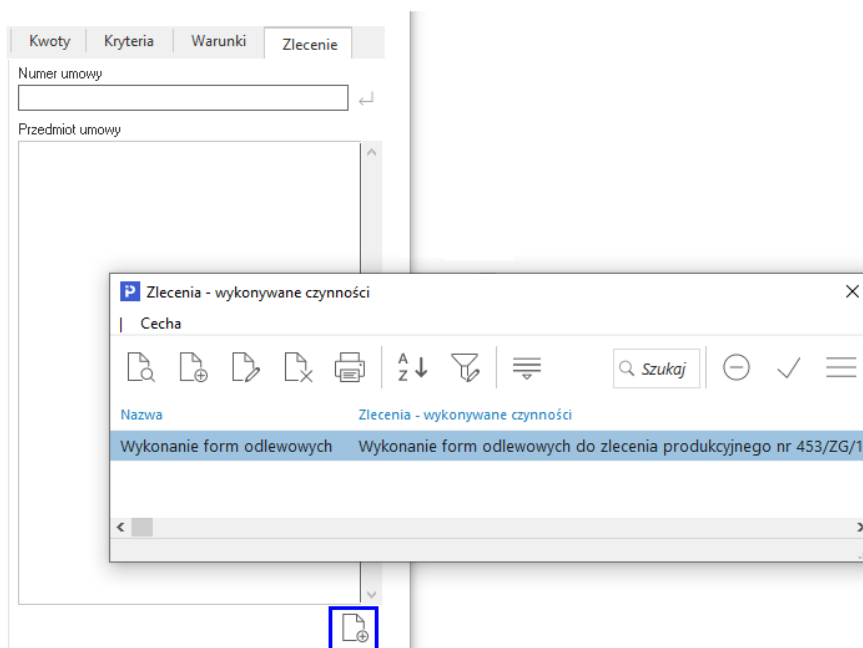 Kwoty Kryteria Warunki Zlecenie
Numer umowy
Przedmiot umowy
Zlecenia - wykonywane czynności
| Cecha
A
Z
Szukaj
Nazwa Zlecenia - wykonywane czynności
Wykonanie form odlewowych Wykonanie form odlewowych do zlecenia produkcyjnego nr 453/ZG/1